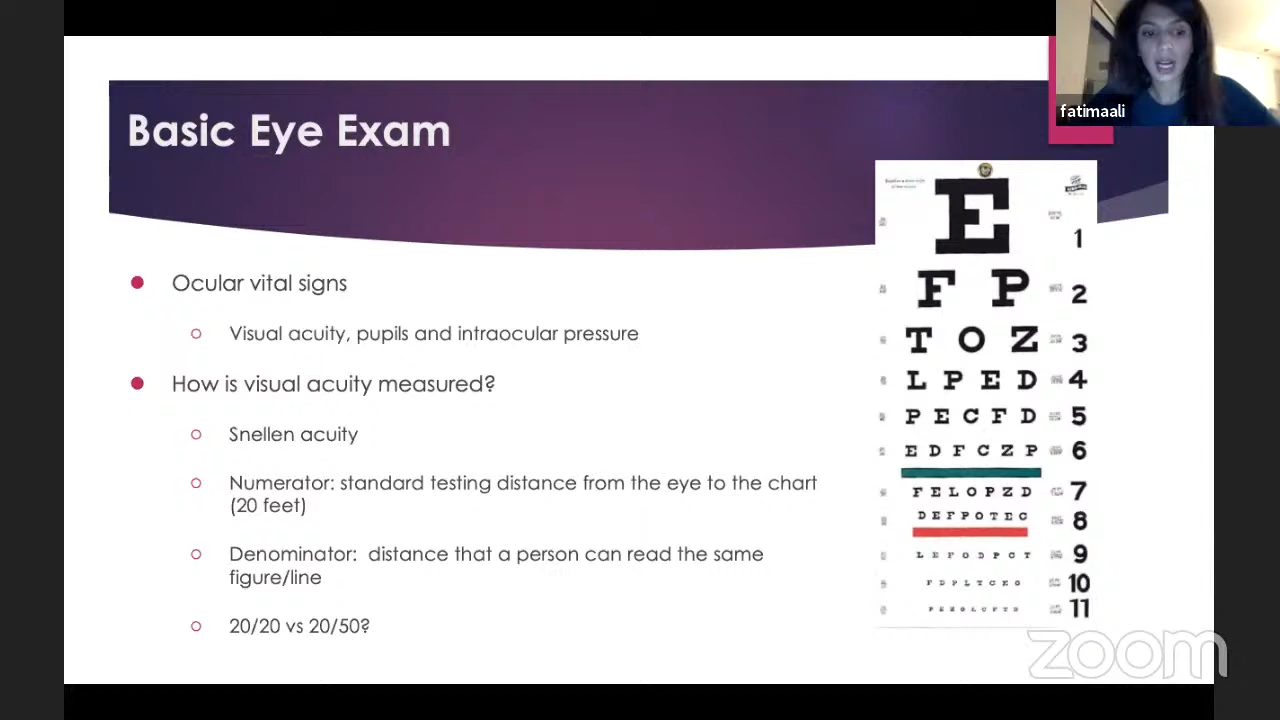 fatimaali
Basic Eye Exam
Ocular vital signs
Visual acuity, pupils and intraocular pressure
How is visual acuity measured?
Snellen acuity
Numerator: standard testing distance from the eye to the chart
(20 feet)
Denominator:  distance that a person can read the same
figure/line
20/20 vs 20/50?
E 1
F P 2
T O Z 3
L P E D 4
P E C F D 5
E D F C Z P 6
F E L O P Z D 7
D E F P O T E C 8
L E F O D P C T 9
10
11
zoom